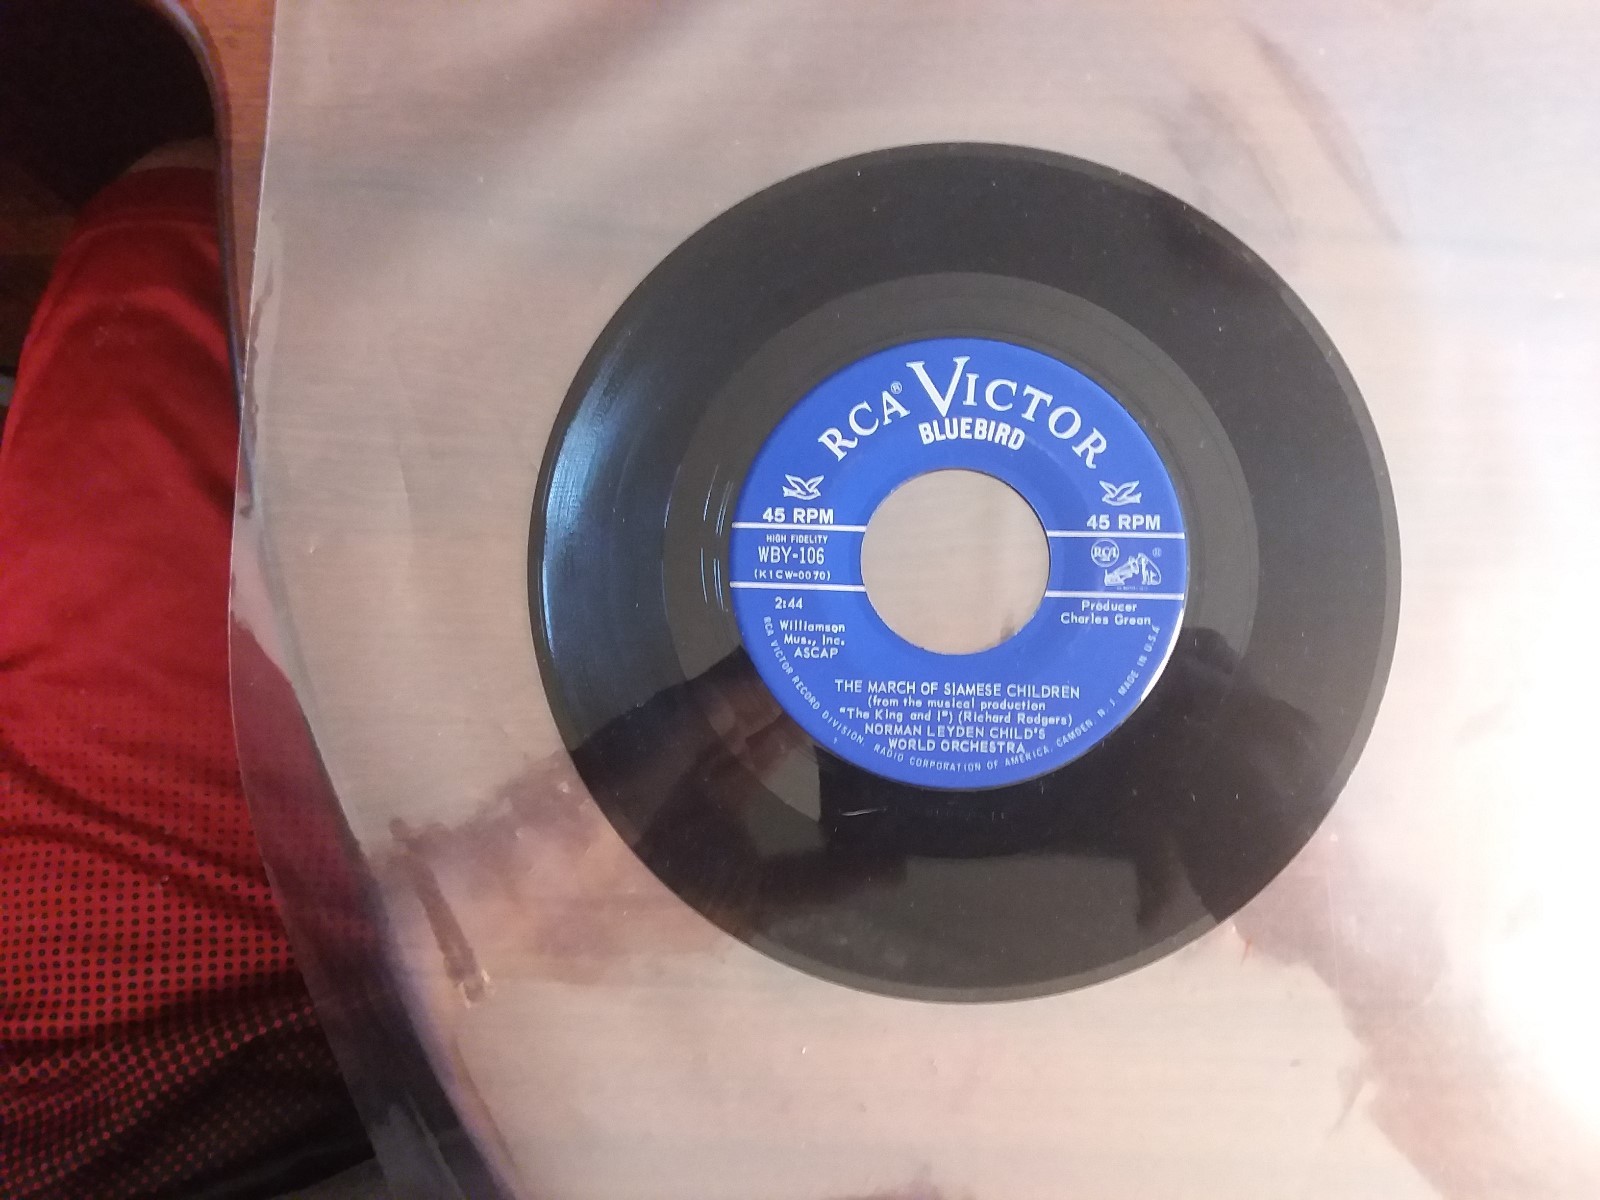 RCA® VICTOR
BLUEBIRD
45 RPM
45 RPM
HIGH FIDELITY
WBY-106
(K1CW-0070)
RCA
®
2:44
Williamson
Mus., Inc.
ASCAP
Producer
Charles Grean
THE MARCH OF SIAMESE CHILDREN
(from the musical production
"The King and I") (Richard Rodgers)
NORMAN LEYDEN CHILD'S
WORLD ORCHESTRA
RCA VICTOR RECORD DIVISION, RADIO CORPORATION OF AMERICA, CAMDEN, N. J. MADE IN U.S.A.